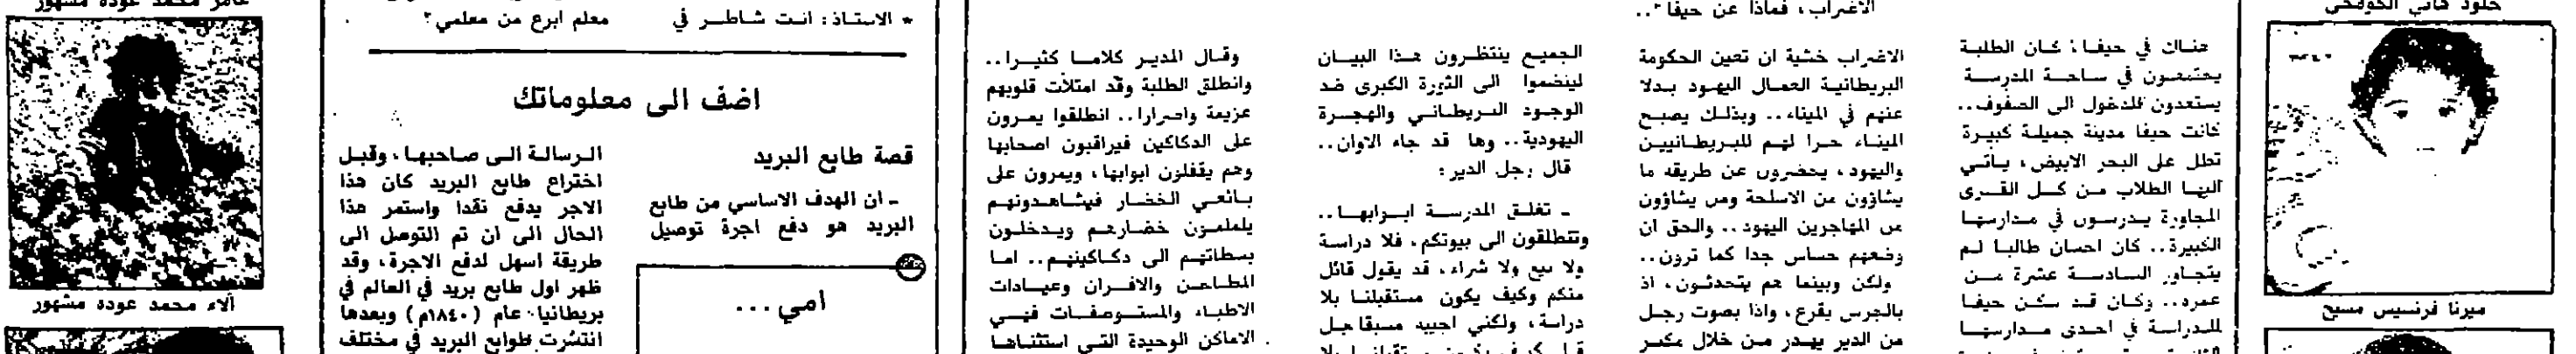 خلود هاني الكوفحي
ميرنا فرنسيس مسيح
هناك في حيفا، كان الطلبة
يجتمعون في ساحة المدرسة
يستعدون للدخول الى الصفوف..
كانت حيفا مدينة جميلة كبيرة
تطل على البحر الابيض، يأتي
اليها الطلاب من كل القرى
المجاورة يدرسون في مدارسها
الكبيرة.. كان احسان طالبا لم
يتجاور السادسة عشرة من
عمره.. وكان قد سكن حيفا
للدراسة في احدى مدارسها
الاغراب، فماذا عن حيفا ؟..
الاغراب خشية ان تعين الحكومة
البريطانية العمال اليهود بدلا
عنهم في الميناء.. وبذلك يصبح
الميناء حرا لهم للبريطانيين
واليهود، يحضرون عن طريقه ما
يشاؤون من الاسلحة ومن يشاؤون
من المهاجرين اليهود.. والحق ان
وضعهم حساس جدا كما ترون..
ولكن وبينما هم يتحدثون، اذ
بالجرس يقرع، واذا بصوت رجل
من الدير يهدر من خلال مكبر
الجميع ينتظرون هذا البيان
لينضموا الى الثورة الكبرى ضد
الوجود البريطاني والهجرة
اليهودية.. وها قد جاء الاوان..
قال رجل الدير :
ـ تغلق المدرسة ابوابها..
وتنطلقون الى بيوتكم، فلا دراسة
ولا بيع ولا شراء، قد يقول قائل
منكم وكيف يكون مستقبلنا بلا
دراسة، ولكني اجيبه مسبقا هل
وقال المدير كلاما كثيرا..
وانطلق الطلبة وقد امتلأت قلوبهم
عزيمة واصرارا.. انطلقوا يمرون
على الدكاكين فيراقبون اصحابها
وهم يقفلون ابوابها، ويمرون على
بائعي الخضار فيشاهدونهم
يلملمون خضارهم ويدخلون
بسطاتهم الى دكاكينهم.. اما
المطاحن والافران وعيادات
الاطباء والمستوصفات فهي
الاماكن الوحيدة التي استثناها
* الاستاذ: انت شاطر في
معلم ابرع من معلمي؟
اضف الى معلوماتك
قصة طابع البريد
ـ ان الهدف الاساسي من طابع
البريد هو دفع اجرة توصيل
الرسالة الى صاحبها، وقبل
اختراع طابع البريد كان هذا
الاجر يدفع نقدا واستمر هذا
الحال الى ان تم التوصل الى
طريقة اسهل لدفع الاجرة، وقد
ظهر اول طابع بريد في العالم في
بريطانيا عام (١٨٤٠م) وبعدها
انتشرت طوابع البريد في مختلف
امي...
عامر محمد عودة مشهور
آلاء محمد عوده مشهور